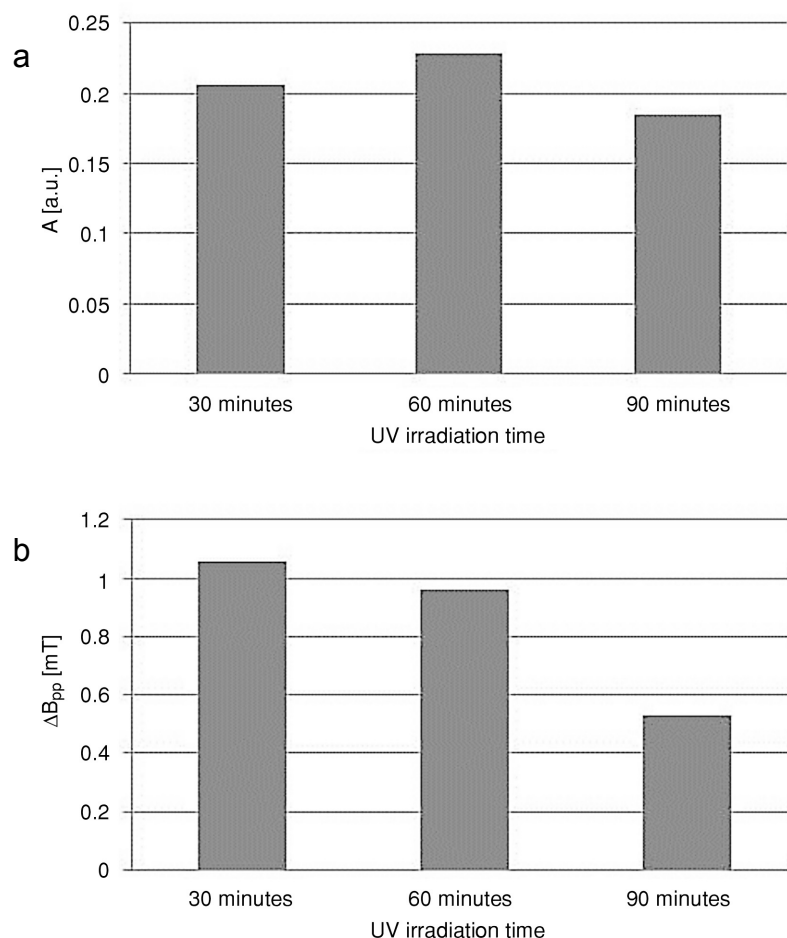 a
0.25
0.2
0.15
0.1
0.05
0
A [a.u.]
30 minutes 60 minutes 90 minutes
UV irradiation time
b
1.2
1
0.8
0.6
0.4
0.2
0
ΔBpp [mT]
30 minutes 60 minutes 90 minutes
UV irradiation time